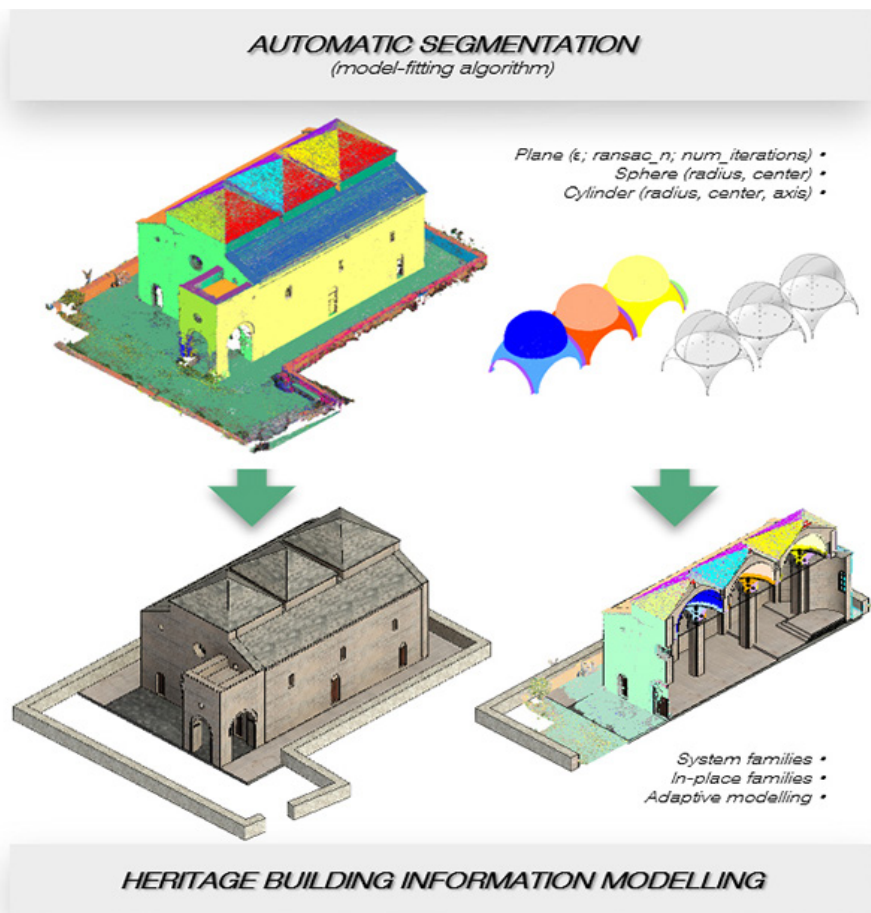 AUTOMATIC SEGMENTATION
(model-fitting algorithm)
Plane (ε; ransac_n; num_iterations) •
Sphere (radius, center) •
Cylinder (radius, center, axis) •
System families •
In-place families •
Adaptive modelling •
HERITAGE BUILDING INFORMATION MODELLING